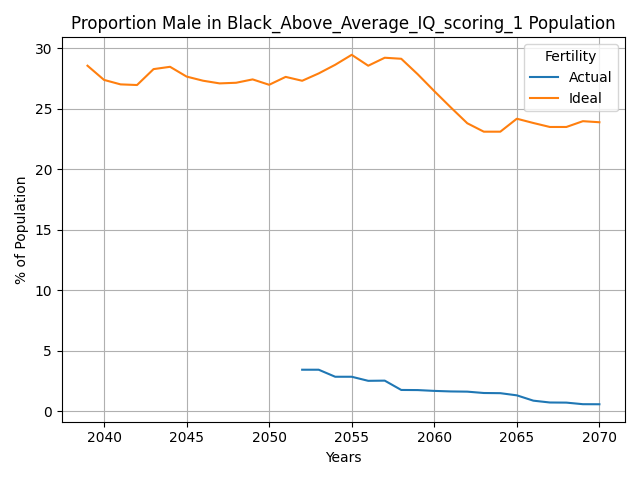 Proportion Male in Black_Above_Average_IQ_scoring_1 Population
Fertility
Actual
Ideal
% of Population
30
25
20
15
10
5
0
2040 2045 2050 2055 2060 2065 2070
Years